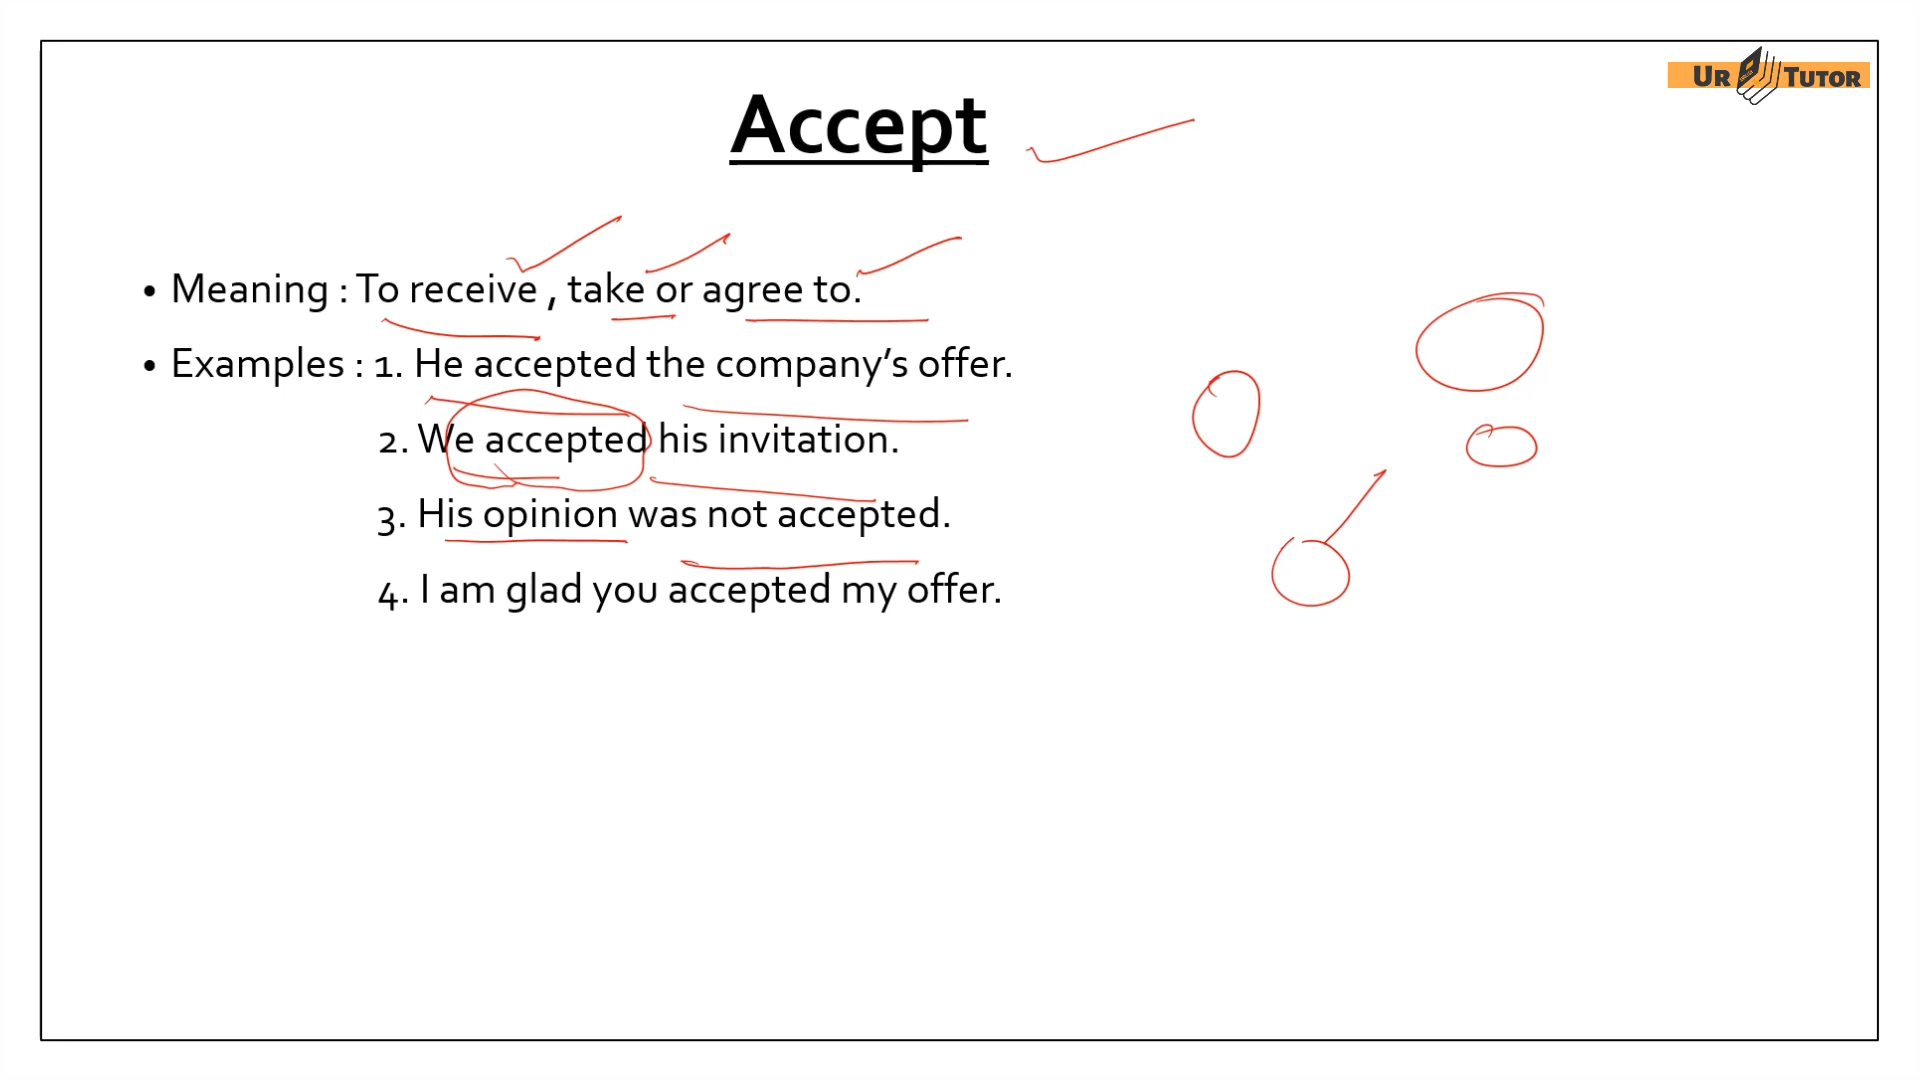 UR TUTOR
Accept
• Meaning : To receive , take or agree to.
• Examples : 1. He accepted the company’s offer.
2. We accepted his invitation.
3. His opinion was not accepted.
4. I am glad you accepted my offer.